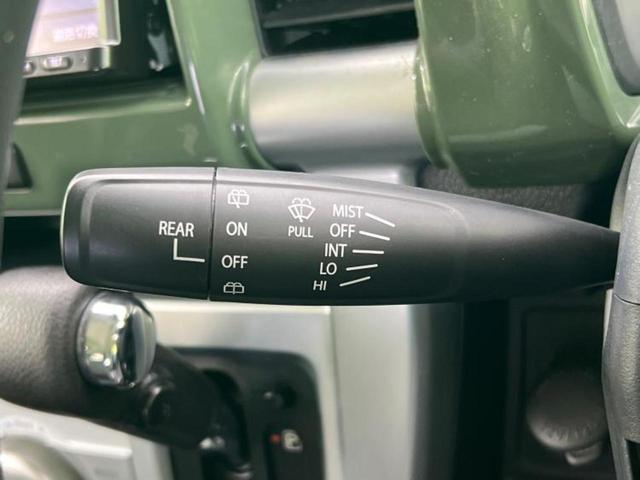 REAR
ON
OFF
PULL
MIST
OFF
INT
LO
HI